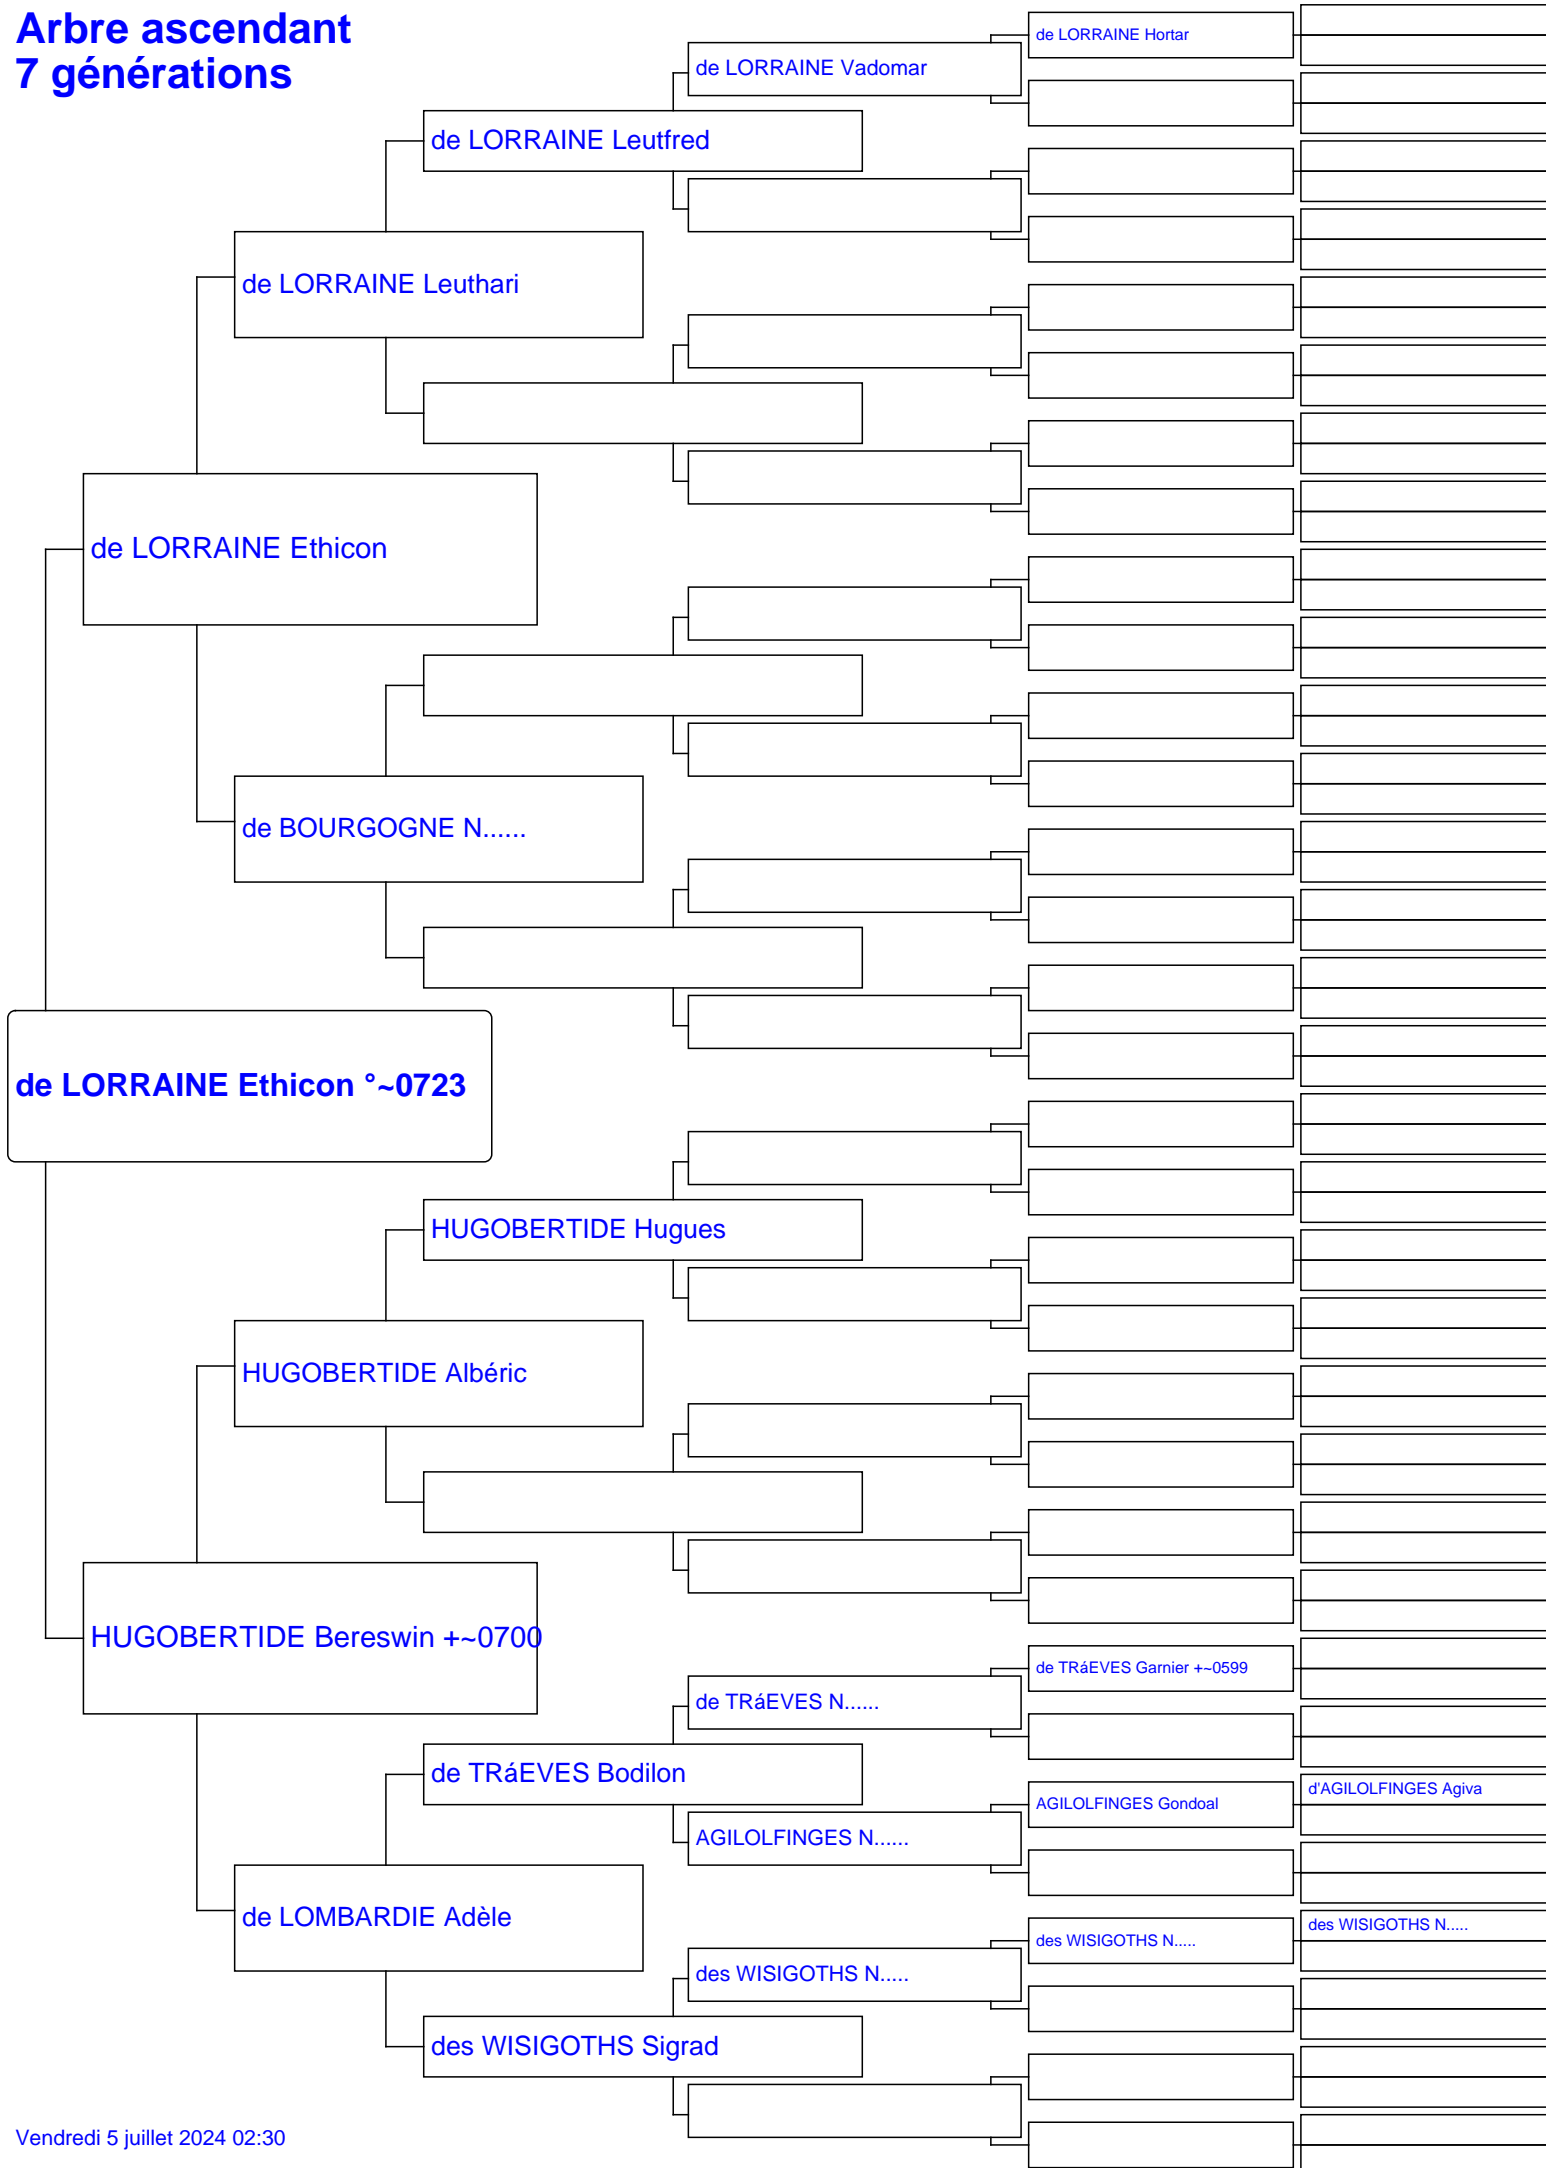 Arbre ascendant
7 générations
de LORRAINE Hortar
de LORRAINE Vadomar
de LORRAINE Leutfred
de LORRAINE Leuthari
de LORRAINE Ethicon
de BOURGOGNE N......
de LORRAINE Ethicon °~0723
HUGOBERTIDE Hugues
HUGOBERTIDE Albéric
HUGOBERTIDE Bereswin +~0700
de TRáEVES Garnier +~0599
de TRáEVES N......
de TRáEVES Bodilon
d'AGILOLFINGES Agiva
AGILOLFINGES Gondoal
AGILOLFINGES N......
de LOMBARDIE Adèle
des WISIGOTHS N.....
des WISIGOTHS N.....
des WISIGOTHS N.....
des WISIGOTHS Sigrad
Vendredi 5 juillet 2024 02:30